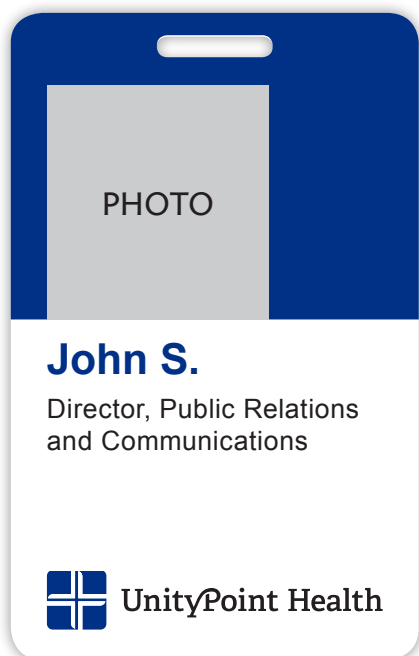 PHOTO
John S.
Director, Public Relations
and Communications
UnityPoint Health